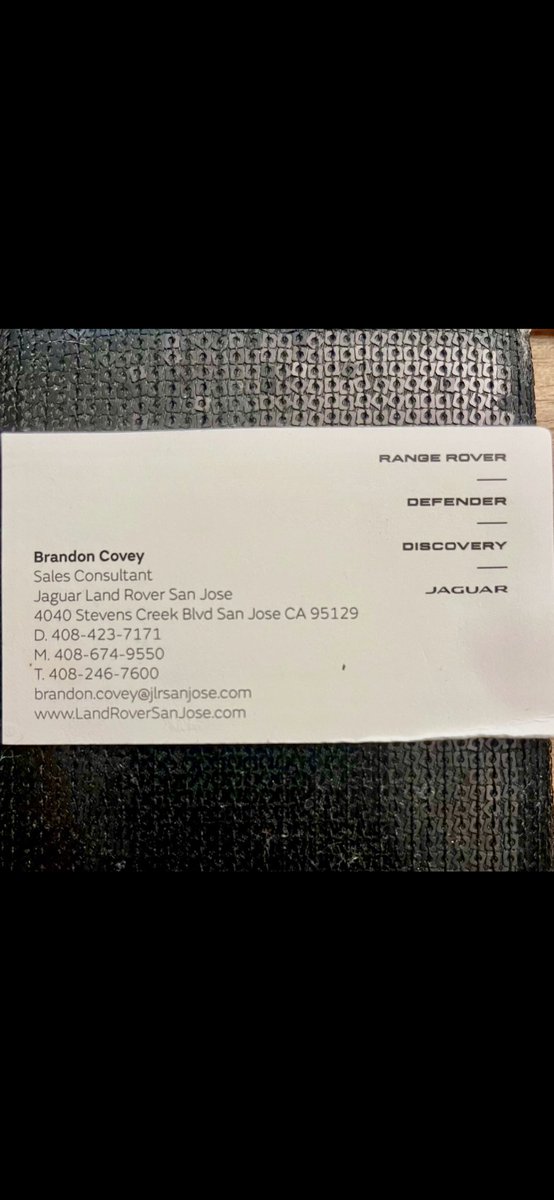 RANGE ROVER
DEFENDER
DISCOVERY
JAGUAR
Brandon Covey
Sales Consultant
Jaguar Land Rover San Jose
4040 Stevens Creek Blvd San Jose CA 95129
D. 408-423-7171
M. 408-674-9550
T. 408-246-7600
brandon.covey@jlrsanjose.com
www.LandRoverSanJose.com